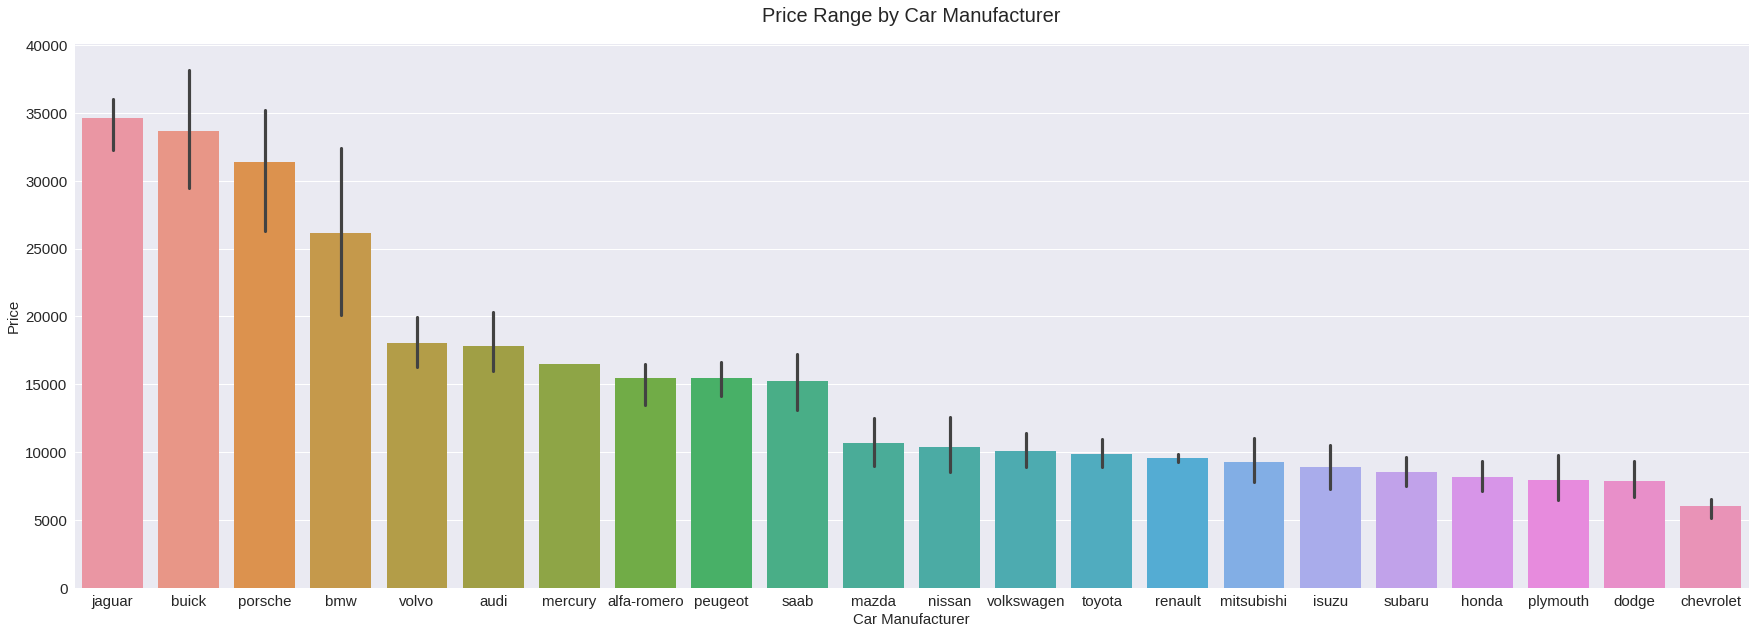 Price Range by Car Manufacturer
40000
35000
30000
25000
20000
15000
10000
5000
0
Price
jaguar buick porsche bmw volvo audi mercury alfa-romero peugeot saab mazda nissan volkswagen toyota renault mitsubishi isuzu subaru honda plymouth dodge chevrolet
Car Manufacturer